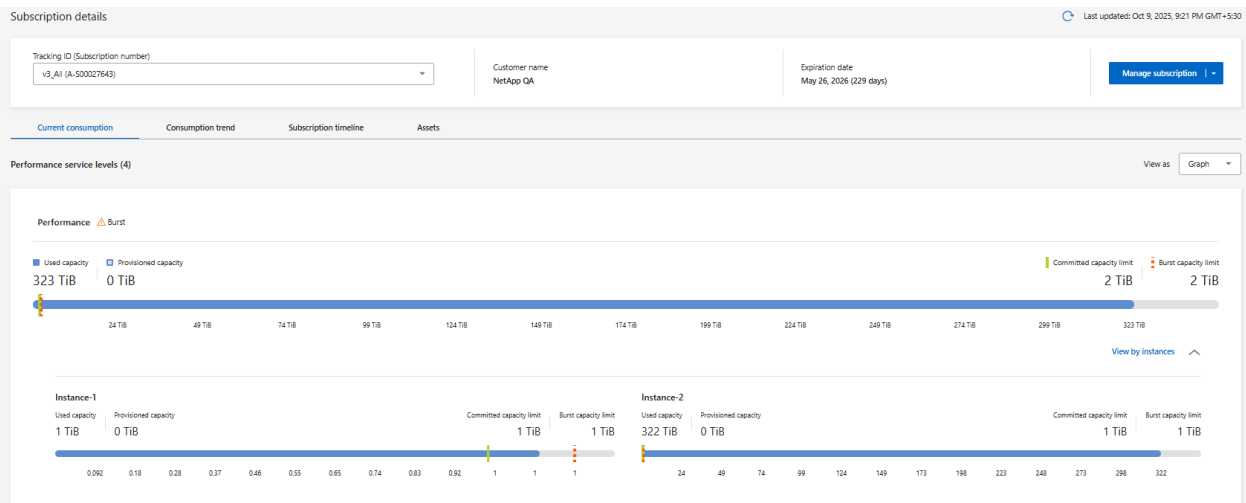 Subscription details
Last updated: Oct 9, 2025, 9:21 PM GMT+5:30
Tracking ID (Subscription number)
v3_All (A-S00027643)
Customer name
NetApp QA
Expiration date
May 26, 2026 (229 days)
Manage subscription
Current consumption Consumption trend Subscription timeline Assets
Performance service levels (4)
View as Graph
Performance Burst
Used capacity Provisioned capacity Committed capacity limit Burst capacity limit
323 TiB 0 TiB 2 TiB 2 TiB
24 TiB 49 TiB 74 TiB 99 TiB 124 TiB 149 TiB 174 TiB 199 TiB 224 TiB 249 TiB 274 TiB 299 TiB 323 TiB
View by instances
Instance-1
Used capacity Provisioned capacity Committed capacity limit Burst capacity limit
1 TiB 0 TiB 1 TiB 1 TiB
0.092 0.18 0.28 0.37 0.46 0.55 0.65 0.74 0.83 0.92 1 1 1
Instance-2
Used capacity Provisioned capacity Committed capacity limit Burst capacity limit
322 TiB 0 TiB 1 TiB 1 TiB
24 49 74 99 124 149 173 198 223 248 273 298 322